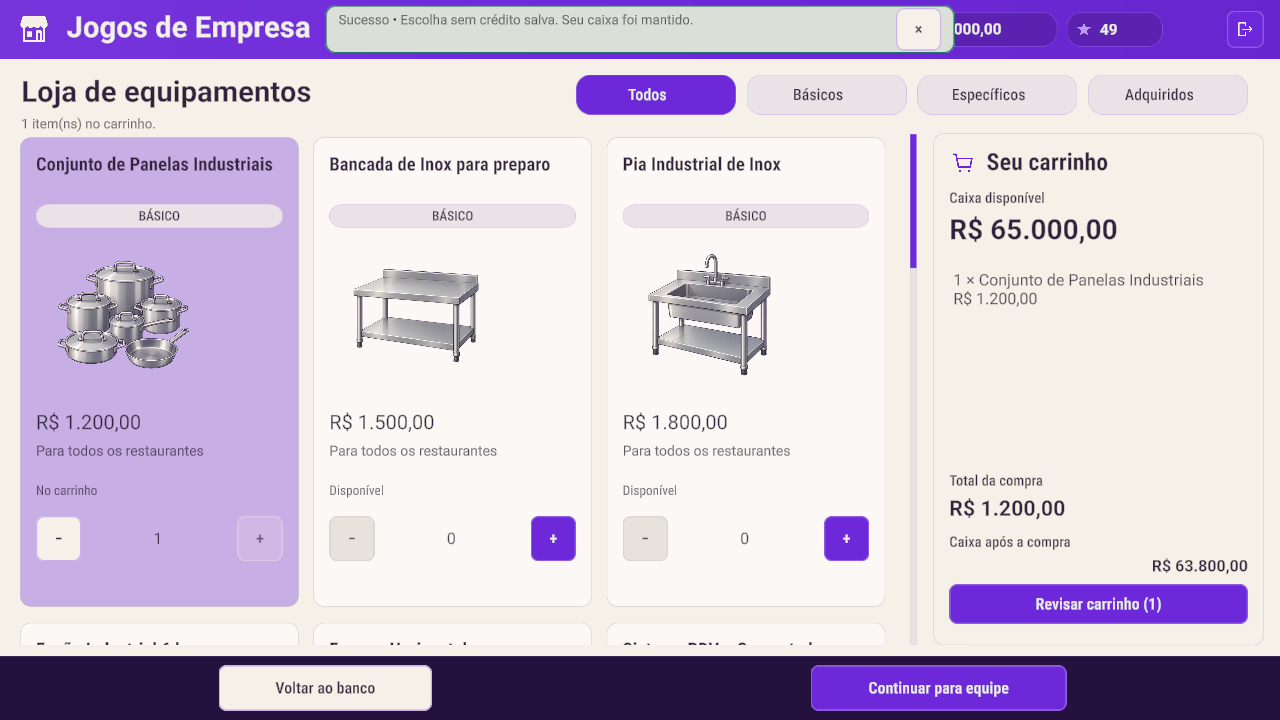 Jogos de Empresa
Sucesso • Escolha sem crédito salva. Seu caixa foi mantido.
×
000,00
49
Loja de equipamentos
1 item(ns) no carrinho.
Todos
Básicos
Específicos
Adquiridos
Conjunto de Panelas Industriais
BÁSICO
R$ 1.200,00
Para todos os restaurantes
No carrinho
-
1
+
Bancada de Inox para preparo
BÁSICO
R$ 1.500,00
Para todos os restaurantes
Disponível
-
0
+
Pia Industrial de Inox
BÁSICO
R$ 1.800,00
Para todos os restaurantes
Disponível
-
0
+
Seu carrinho
Caixa disponível
R$ 65.000,00
1 × Conjunto de Panelas Industriais
R$ 1.200,00
Total da compra
R$ 1.200,00
Caixa após a compra
R$ 63.800,00
Revisar carrinho (1)
Voltar ao banco
Continuar para equipe